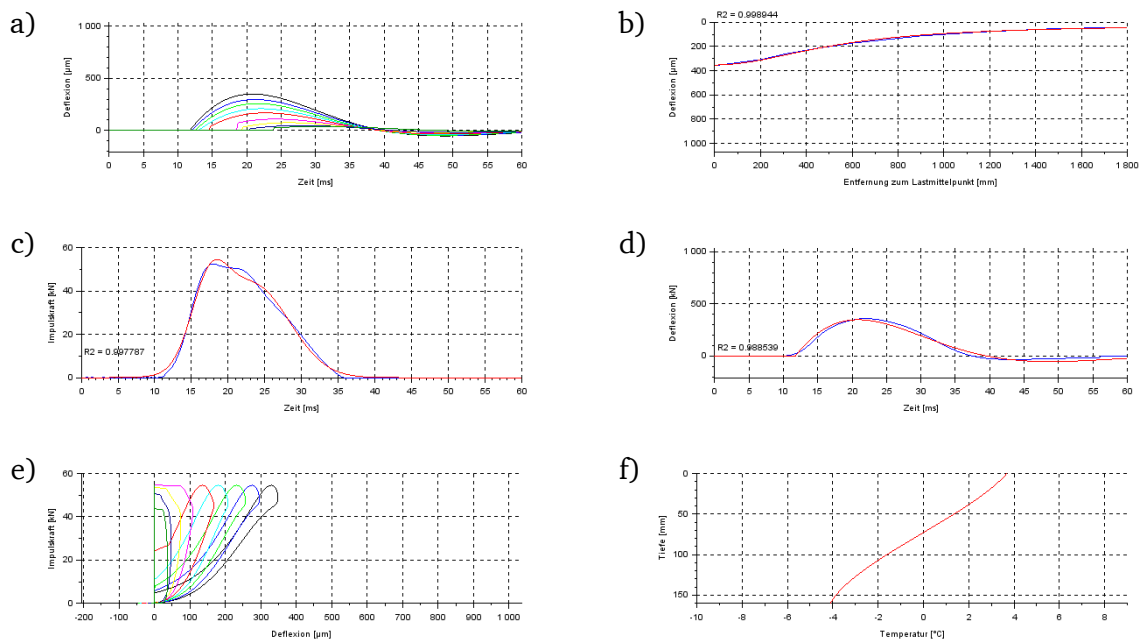 a)
1 000
500
0
Deflexion [µm]
0 5 10 15 20 25 30 35 40 45 50 55 60
Zeit [ms]
b)
R2 = 0.998944
0
200
400
600
800
1 000
Deflexion [µm]
0 200 400 600 800 1 000 1 200 1 400 1 600 1 800
Entfernung zum Lastmittelpunkt [mm]
c)
60
40
20
0
Impulskraft [kN]
R2 = 0.997787
0 5 10 15 20 25 30 35 40 45 50 55 60
Zeit [ms]
d)
1 000
500
0
Deflexion [kN]
R2 = 0.988539
0 5 10 15 20 25 30 35 40 45 50 55 60
Zeit [ms]
e)
60
40
20
0
Impulskraft [kN]
-200 -100 0 100 200 300 400 500 600 700 800 900 1 000
Deflexion [µm]
f)
0
50
100
150
Tiefe [mm]
-10 -8 -6 -4 -2 0 2 4 6 8
Temperatur [°C]